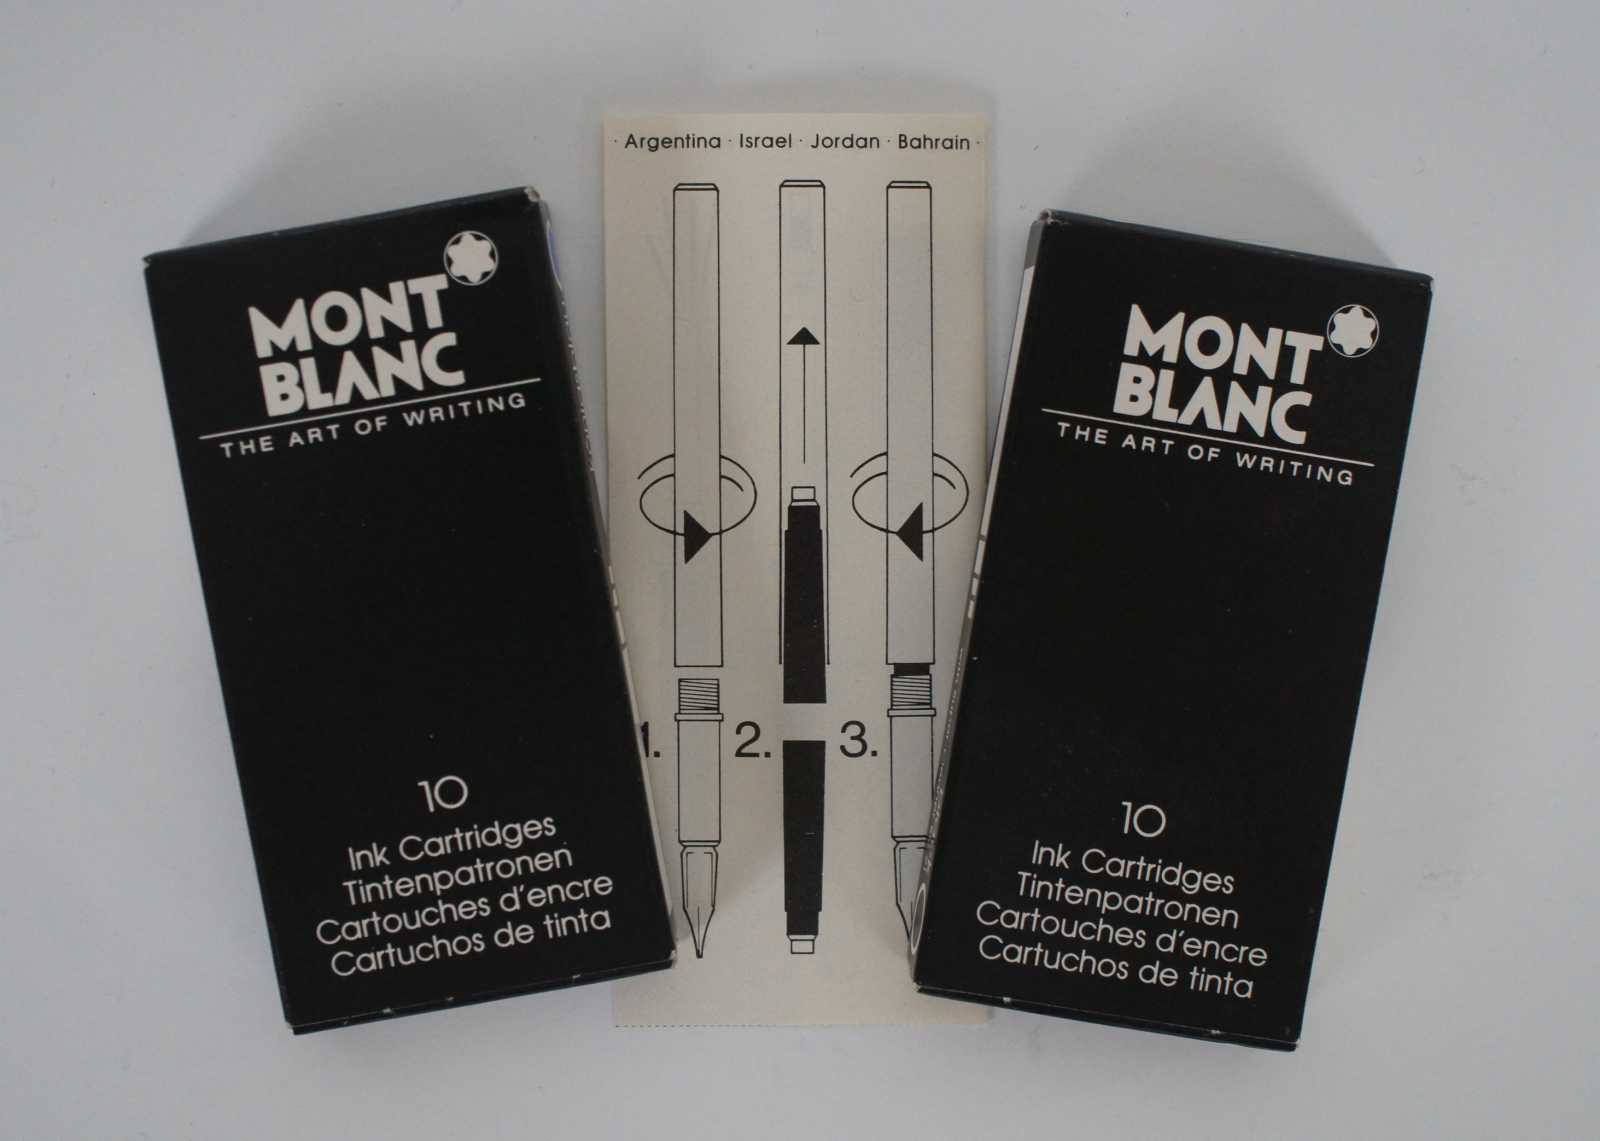 · Argentina · Israel · Jordan · Bahrain ·
MONT
BLANC
THE ART OF WRITING
10
Ink Cartridges
Tintenpatronen
Cartouches d'encre
Cartuchos de tinta
1.
2.
3.
MONT
BLANC
THE ART OF WRITING
10
Ink Cartridges
Tintenpatronen
Cartouches d'encre
Cartuchos de tinta